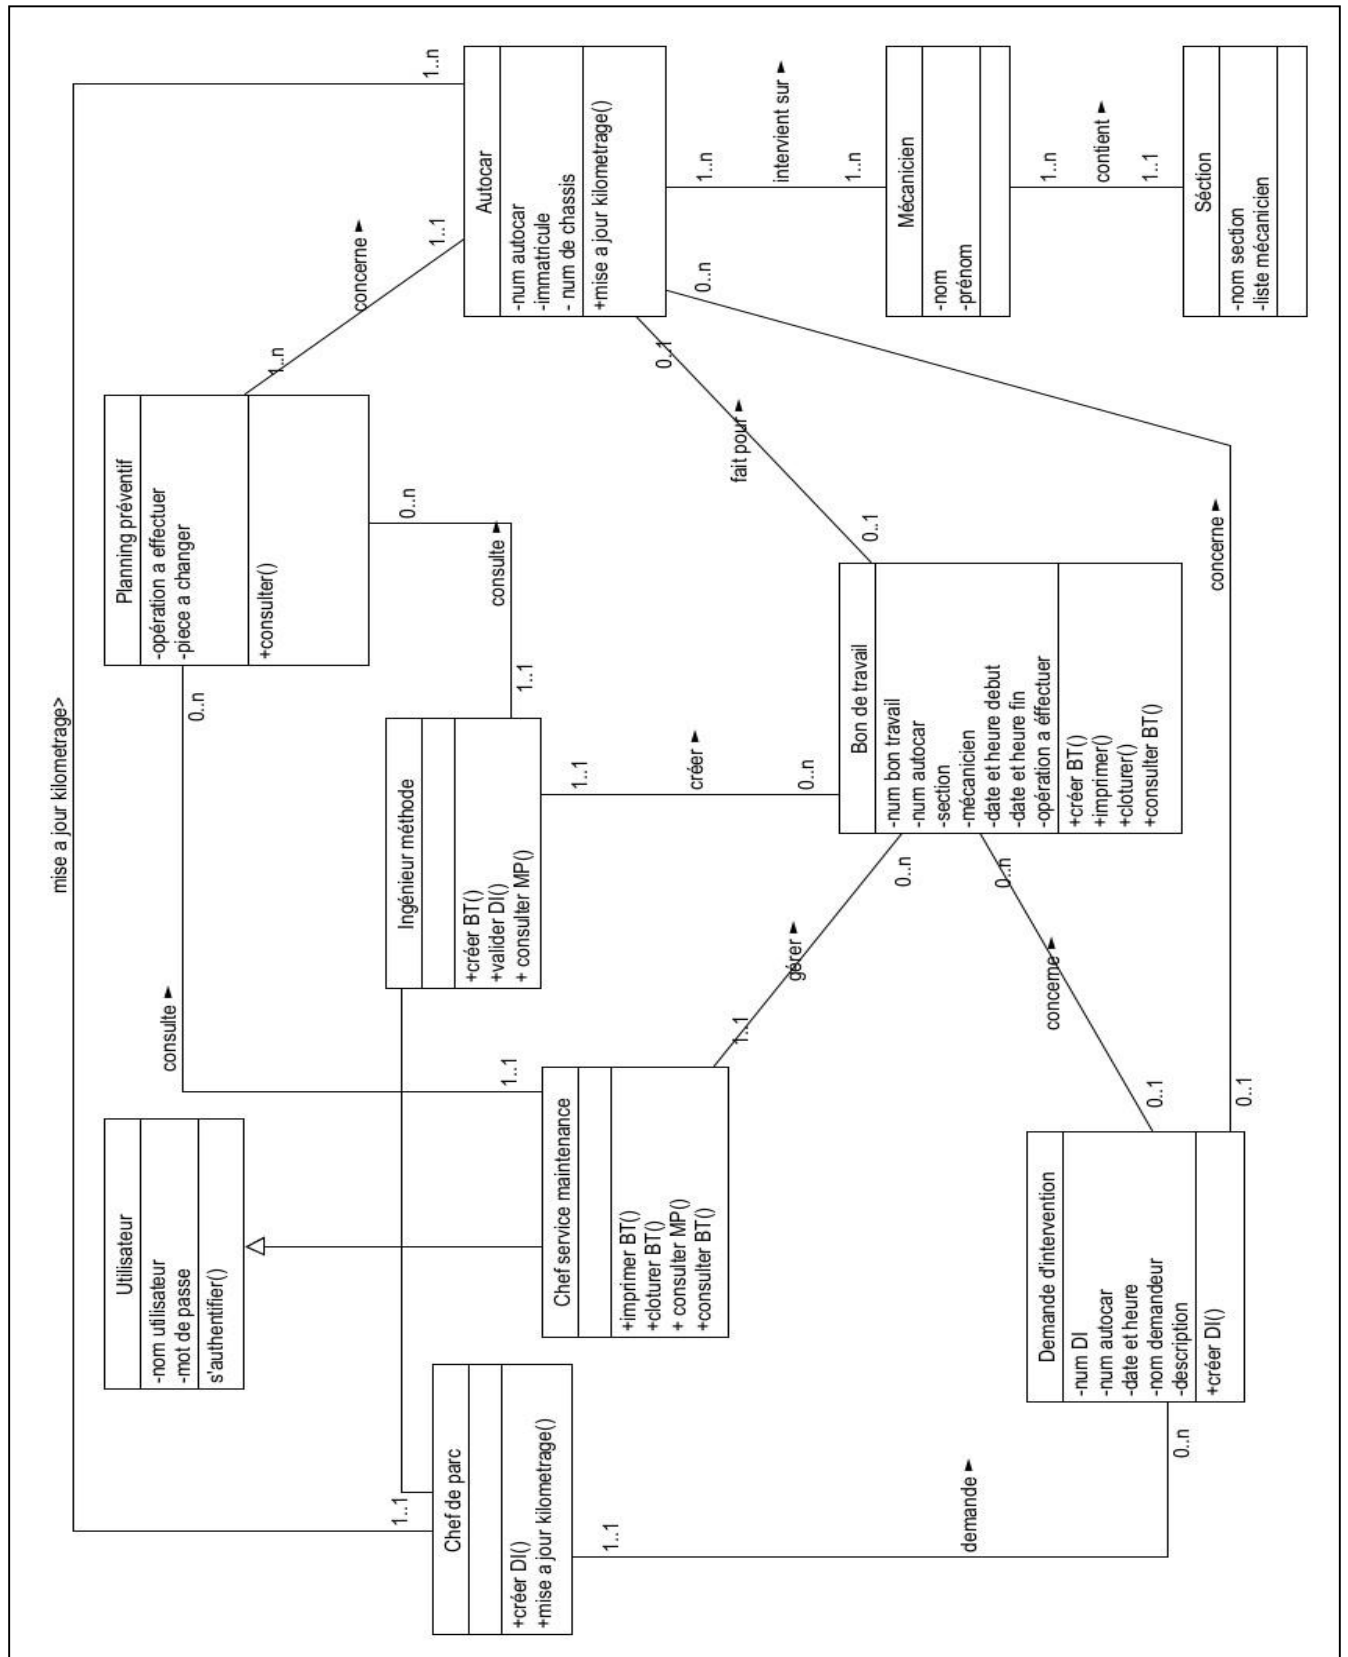 mise a jour kilometrage>
1..1
1..n
Utilisateur
-nom utilisateur
-mot de passe
s'authentifier()
consulte ►
0..n
1..1
Planning préventif
-opération a effectuer
-piece a changer
+consulter()
1..n
concerne ►
1..1
0..n
consulte ►
1..1
Chef de parc
+créer DI()
+mise a jour kilometrage()
Ingénieur méthode
+créer BT()
+valider DI()
+ consulter MP()
Autocar
-num autocar
-immatricule
- num de chassis
+mise a jour kilometrage()
Chef service maintenance
+imprimer BT()
+cloturer BT()
+ consulter MP()
+consulter BT()
1..1
créer ►
0..n
0..1
fait pour ►
0..1
1..n
intervient sur ►
1..n
1..1
gérer ►
0..n
Bon de travail
-num bon travail
-num autocar
-section
-mécanicien
-date et heure debut
-date et heure fin
-opération a éffectuer
+créer BT()
+imprimer()
+cloturer()
+consulter BT()
Mécanicien
-nom
-prénom
1..n
contient ►
1..1
1..1
demande ►
0..n
Demande d'intervention
-num DI
-num autocar
-date et heure
-nom demandeur
-description
+créer DI()
0..n
concerne ►
0..1
0..n
concerne ►
0..1
Séction
-nom section
-liste mécanicien